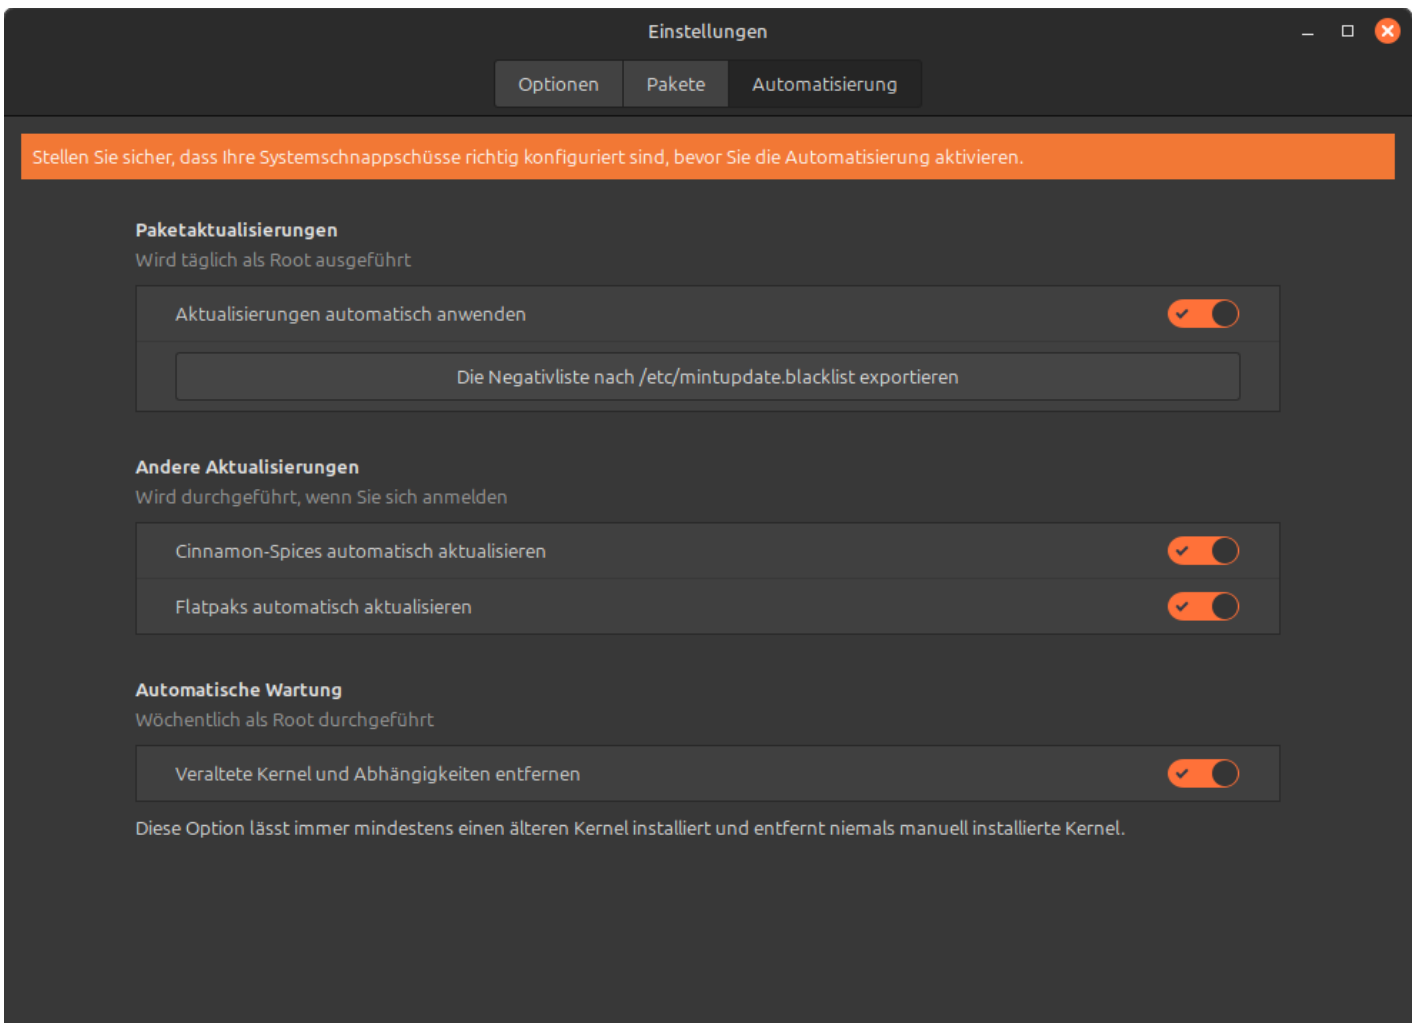 Einstellungen
Optionen Pakete Automatisierung
Stellen Sie sicher, dass Ihre Systemschnappschüsse richtig konfiguriert sind, bevor Sie die Automatisierung aktivieren.
Paketaktualisierungen
Wird täglich als Root ausgeführt
Aktualisierungen automatisch anwenden
Die Negativliste nach /etc/mintupdate.blacklist exportieren
Andere Aktualisierungen
Wird durchgeführt, wenn Sie sich anmelden
Cinnamon-Spices automatisch aktualisieren
Flatpaks automatisch aktualisieren
Automatische Wartung
Wöchentlich als Root durchgeführt
Veraltete Kernel und Abhängigkeiten entfernen
Diese Option lässt immer mindestens einen älteren Kernel installiert und entfernt niemals manuell installierte Kernel.